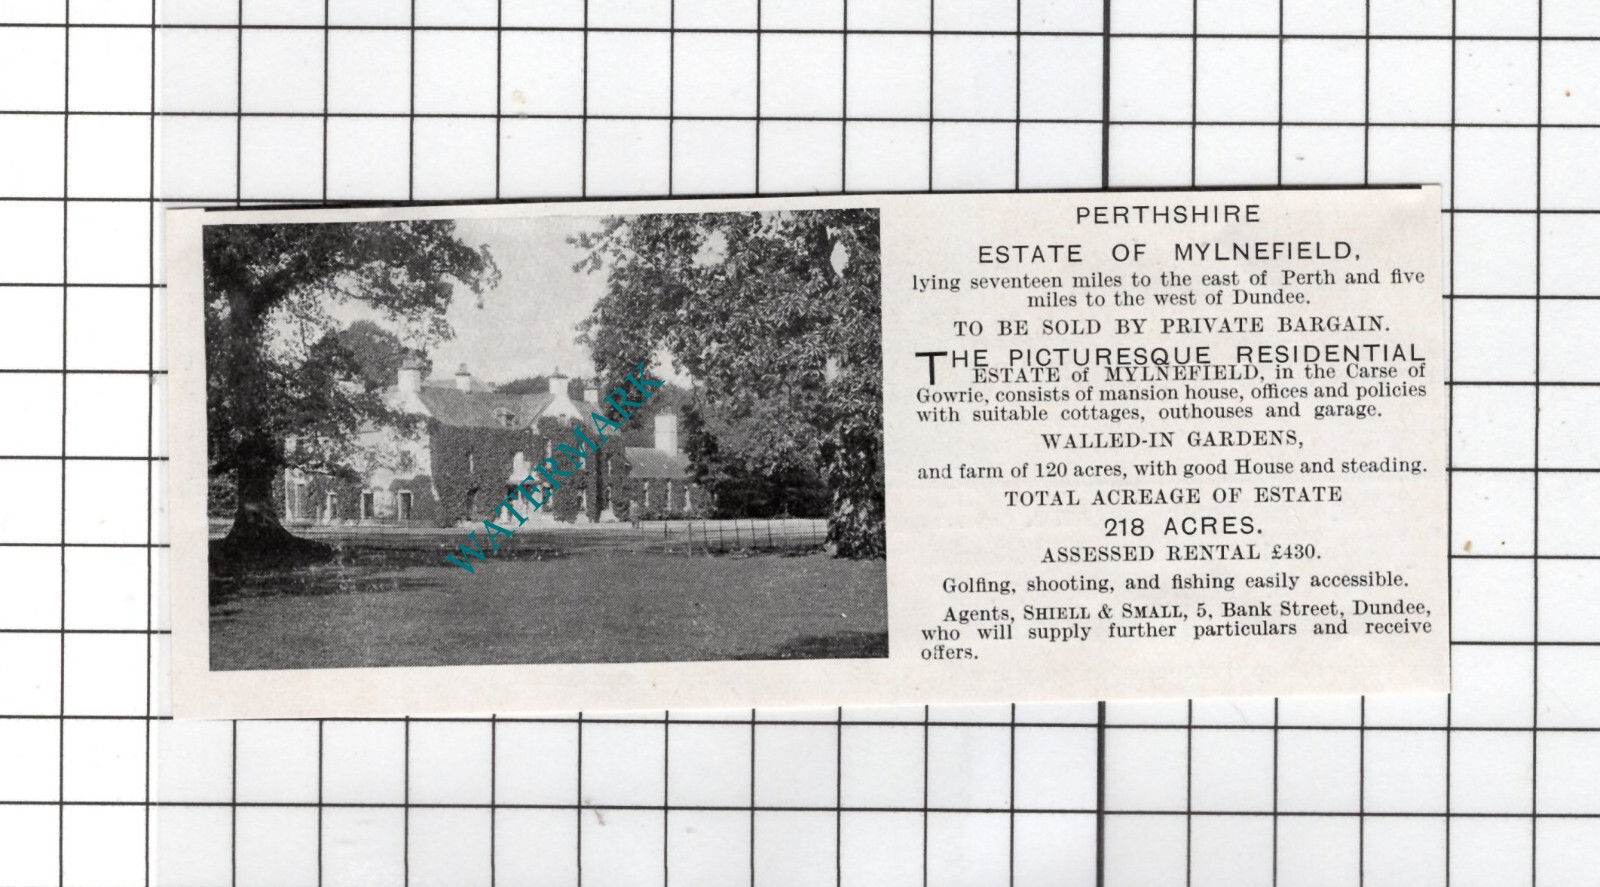 PERTHSHIRE
ESTATE OF MYLNEFIELD,
lying seventeen miles to the east of Perth and five
miles to the west of Dundee.
TO BE SOLD BY PRIVATE BARGAIN.
THE PICTURESQUE RESIDENTIAL
ESTATE of MYLNEFIELD, in the Carse of
Gowrie, consists of mansion house, offices and policies
with suitable cottages, outhouses and garage.
WALLED-IN GARDENS,
and farm of 120 acres, with good House and steading.
TOTAL ACREAGE OF ESTATE
218 ACRES.
ASSESSED RENTAL £430.
Golfing, shooting, and fishing easily accessible.
Agents, SHIELL & SMALL, 5, Bank Street, Dundee,
who will supply further particulars and receive
offers.
WATERMARK